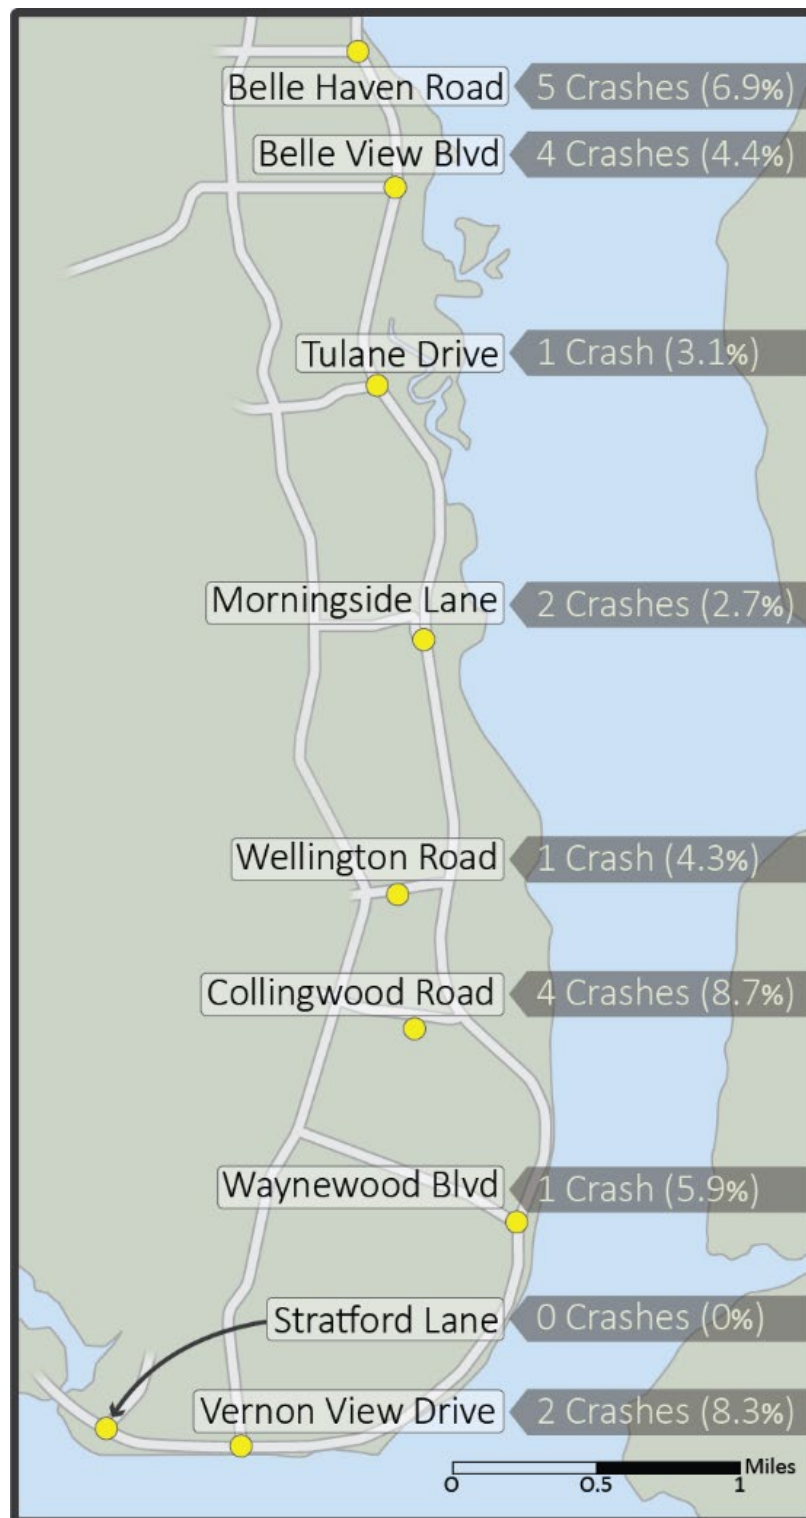 Belle Haven Road 5 Crashes (6.9%)
Belle View Blvd 4 Crashes (4.4%)
Tulane Drive 1 Crash (3.1%)
Morningside Lane 2 Crashes (2.7%)
Wellington Road 1 Crash (4.3%)
Collingwood Road 4 Crashes (8.7%)
Waynewood Blvd 1 Crash (5.9%)
Stratford Lane 0 Crashes (0%)
Vernon View Drive 2 Crashes (8.3%)
Miles
0 0.5 1